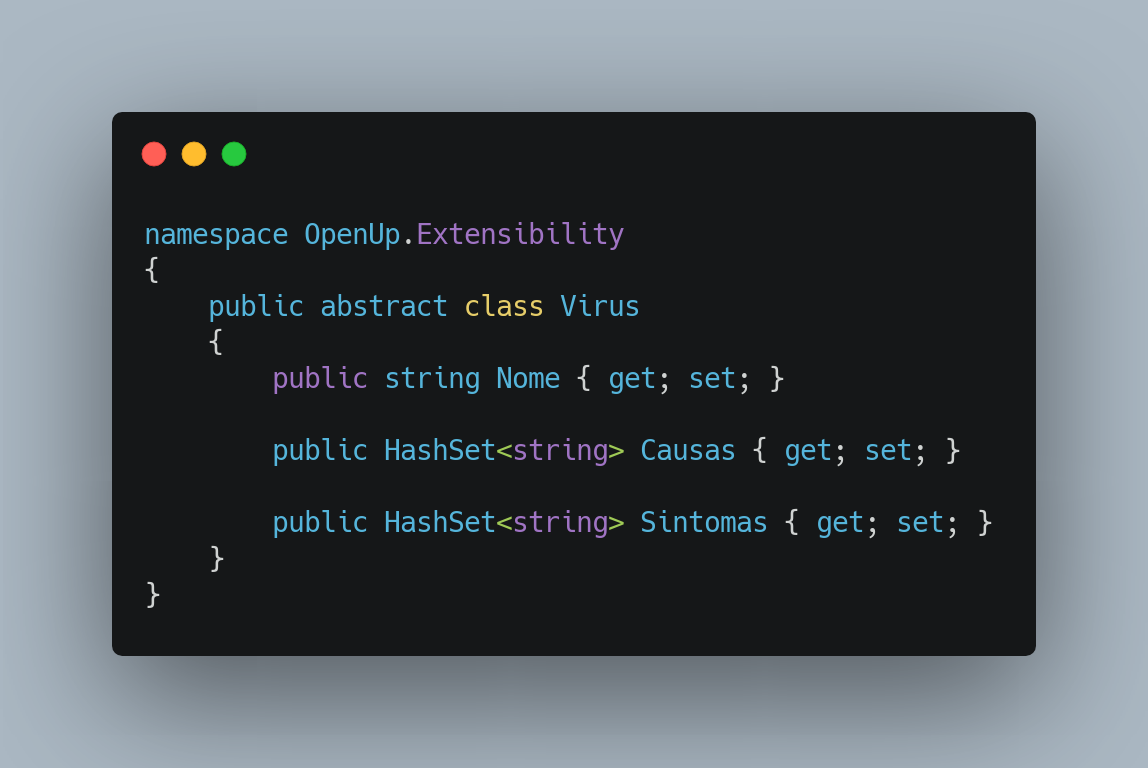 namespace OpenUp.Extensibility
{
    public abstract class Virus
    {
        public string Nome { get; set; }

        public HashSet<string> Causas { get; set; }

        public HashSet<string> Sintomas { get; set; }
    }
}